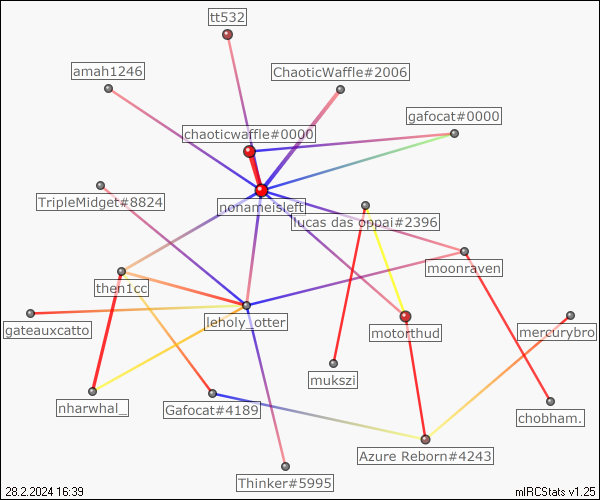 tt532
amah1246
ChaoticWaffle#2006
gafocat#0000
chaoticwaffle#0000
TripleMidget#8824
nonameisleft
lucas das oppai#2396
moonraven
then1cc
gateauxcatto
leholy_otter
motorthud
mercurybro
mukszi
nharwhal_
Gafocat#4189
chobham.
Azure Reborn#4243
Thinker#5995
28.2.2024 16:39
mIRCStats v1.25